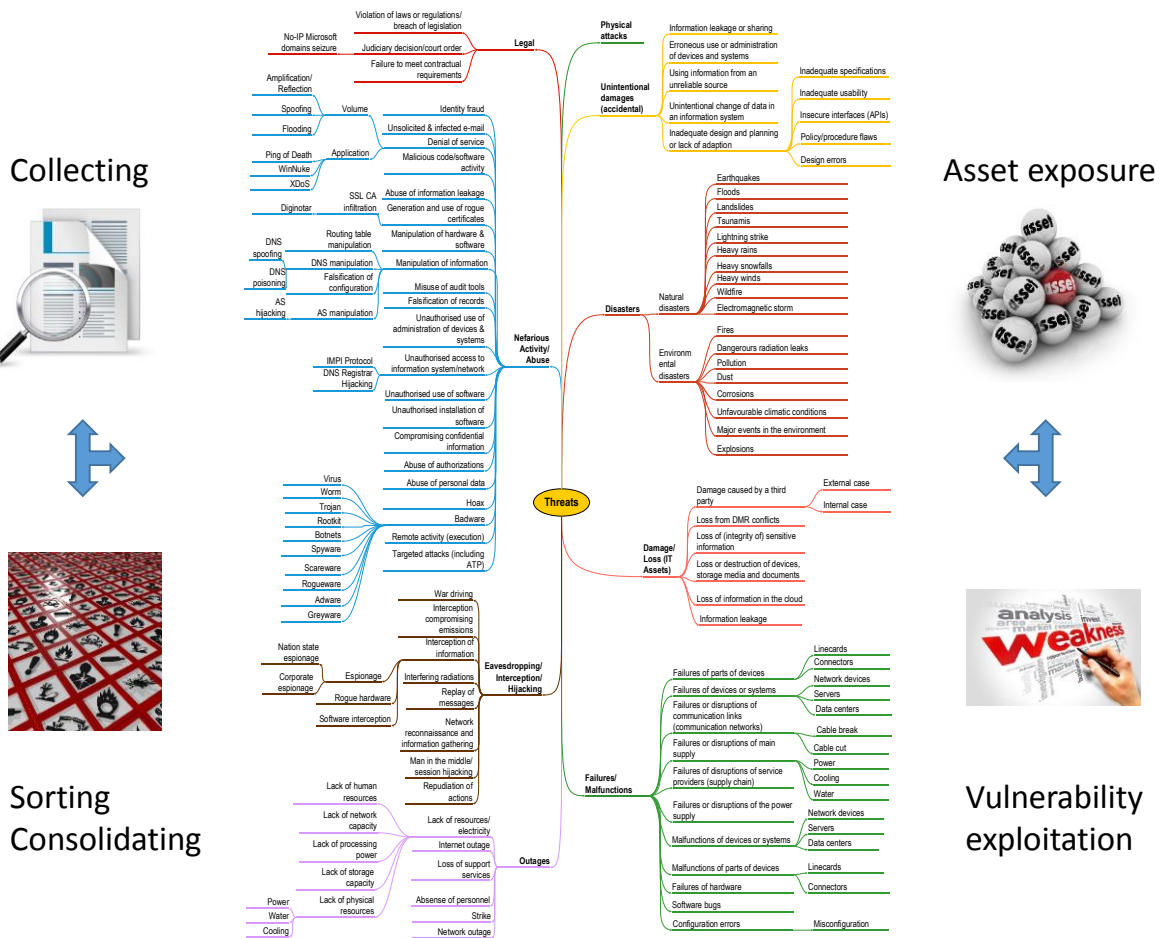 Collecting
Sorting
Consolidating
Asset exposure
Vulnerability
exploitation
Threats
Legal
Violation of laws or regulations/
breach of legislation
Judiciary decision/court order
No-IP Microsoft
domains seizure
Failure to meet contractual
requirements
Nefarious
Activity/
Abuse
Identity fraud
Unsolicited & infected e-mail
Denial of service
Volume
Amplification/
Reflection
Spoofing
Flooding
Application
Ping of Death
WinNuke
XDoS
Malicious code/software
activity
Abuse of information leakage
Generation and use of rogue
certificates
SSL CA
infiltration
Diginotar
Manipulation of hardware &
software
Manipulation of information
Routing table
manipulation
DNS manipulation
DNS
spoofing
DNS
poisoning
Falsification of
configuration
AS manipulation
AS
hijacking
Misuse of audit tools
Falsification of records
Unauthorised use of
administration of devices &
systems
Unauthorised access to
information system/network
IMPI Protocol
DNS Registrar
Hijacking
Unauthorised use of software
Unauthorised installation of
software
Compromising confidential
information
Abuse of authorizations
Abuse of personal data
Hoax
Badware
Virus
Worm
Trojan
Rootkit
Botnets
Spyware
Scareware
Rogueware
Adware
Greyware
Remote activity (execution)
Targeted attacks (including
ATP)
Eavesdropping/
Interception/
Hijacking
War driving
Interception
compromising
emissions
Interception of
information
Espionage
Nation state
espionage
Corporate
espionage
Rogue hardware
Software interception
Interfering radiations
Replay of
messages
Network
reconnaissance and
information gathering
Man in the middle/
session hijacking
Repudiation of
actions
Outages
Lack of resources/
electricity
Lack of human
resources
Lack of network
capacity
Lack of processing
power
Lack of storage
capacity
Lack of physical
resources
Power
Water
Cooling
Internet outage
Loss of support
services
Absense of personnel
Strike
Network outage
Physical
attacks
Unintentional
damages
(accidental)
Information leakage or sharing
Erroneous use or administration
of devices and systems
Using information from an
unreliable source
Unintentional change of data in
an information system
Inadequate design and planning
or lack of adaption
Inadequate specifications
Inadequate usability
Insecure interfaces (APIs)
Policy/procedure flaws
Design errors
Disasters
Natural
disasters
Earthquakes
Floods
Landslides
Tsunamis
Lightning strike
Heavy rains
Heavy snowfalls
Heavy winds
Wildfire
Electromagnetic storm
Environm
ental
disasters
Fires
Dangerours radiation leaks
Pollution
Dust
Corrosions
Unfavourable climatic conditions
Major events in the environment
Explosions
Damage/
Loss (IT
Assets)
Damage caused by a third
party
External case
Internal case
Loss from DMR conflicts
Loss of (integrity of) sensitive
information
Loss or destruction of devices,
storage media and documents
Loss of information in the cloud
Information leakage
Failures/
Malfunctions
Failures of parts of devices
Linecards
Connectors
Failures of devices or systems
Network devices
Servers
Data centers
Failures or disruptions of
communication links
(communication networks)
Cable break
Cable cut
Failures or disruptions of main
supply
Power
Cooling
Water
Failures of disruptions of service
providers (supply chain)
Failures or disruptions of the power
supply
Malfunctions of devices or systems
Network devices
Servers
Data centers
Malfunctions of parts of devices
Linecards
Connectors
Failures of hardware
Software bugs
Configuration errors
Misconfiguration
asset
asset
asset
asset
asset
asset
asset
asset
asset
analysis
invest
area
market
weakness